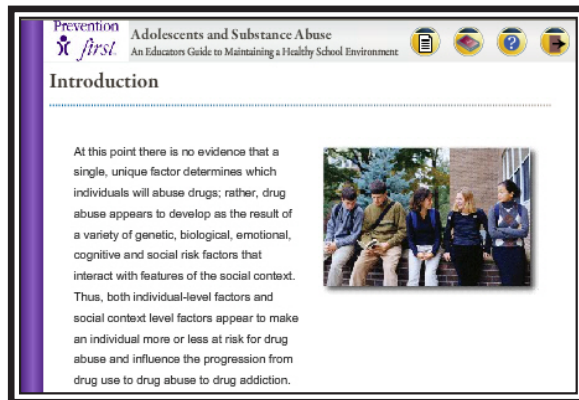 Prevention
first.
Adolescents and Substance Abuse
An Educators Guide to Maintaining a Healthy School Environment
?
Introduction
At this point there is no evidence that a
single, unique factor determines which
individuals will abuse drugs; rather, drug
abuse appears to develop as the result of
a variety of genetic, biological, emotional,
cognitive and social risk factors that
interact with features of the social context.
Thus, both individual-level factors and
social context level factors appear to make
an individual more or less at risk for drug
abuse and influence the progression from
drug use to drug abuse to drug addiction.